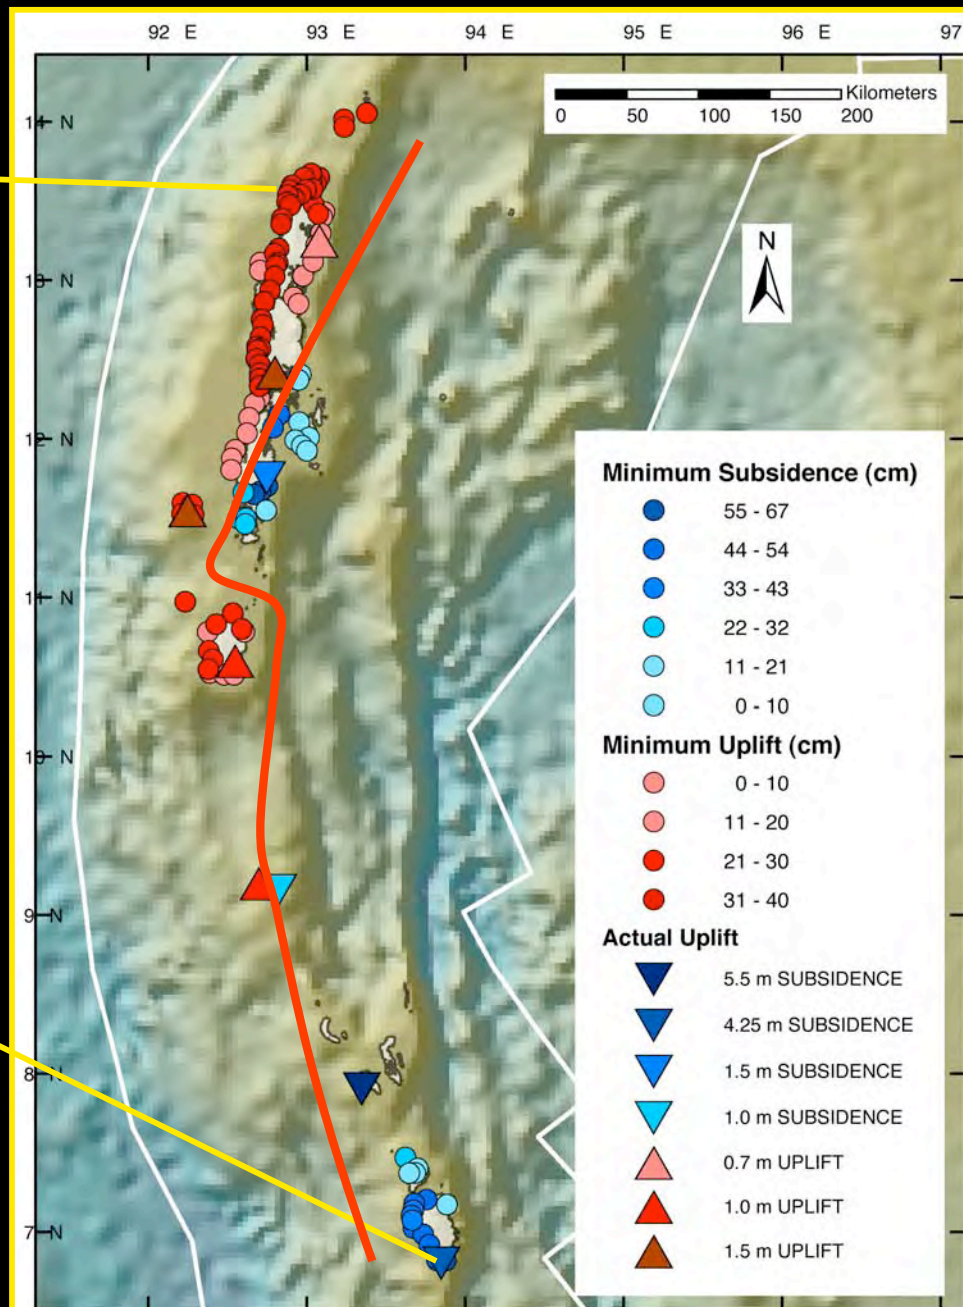 92 E 93 E 94 E 95 E 96 E 97
Kilometers
0 50 100 150 200
14 N
N
13 N
12 N
11 N
10 N
9 N
8 N
7 N
Minimum Subsidence (cm)
55 - 67
44 - 54
33 - 43
22 - 32
11 - 21
0 - 10
Minimum Uplift (cm)
0 - 10
11 - 20
21 - 30
31 - 40
Actual Uplift
5.5 m SUBSIDENCE
4.25 m SUBSIDENCE
1.5 m SUBSIDENCE
1.0 m SUBSIDENCE
0.7 m UPLIFT
1.0 m UPLIFT
1.5 m UPLIFT